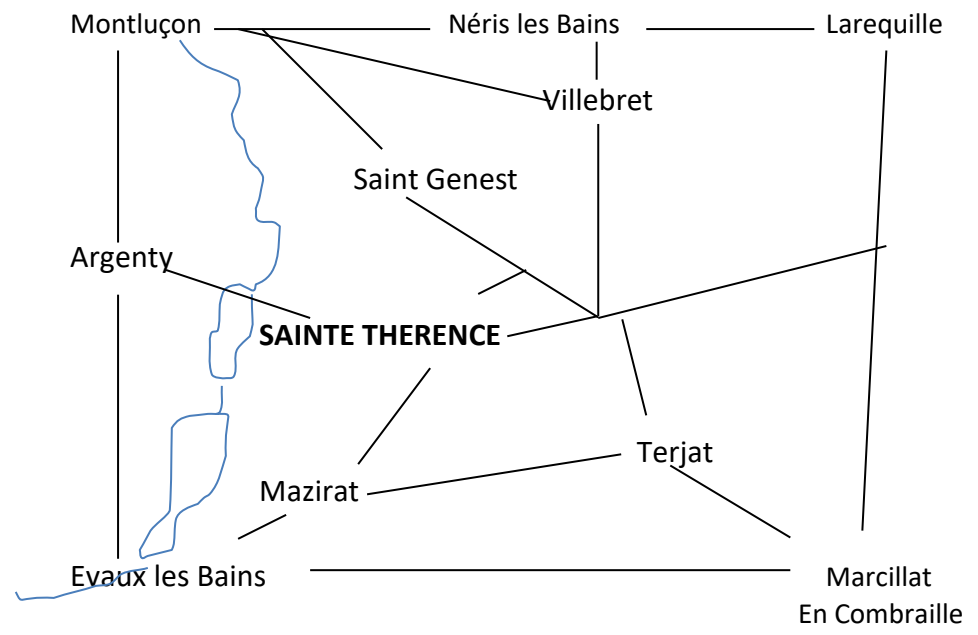 Montluçon
Néris les Bains
Larequille
Villebret
Saint Genest
Argenty
SAINTE THERENCE
Terjat
Mazirat
Evaux les Bains
Marcillat
En Combraille